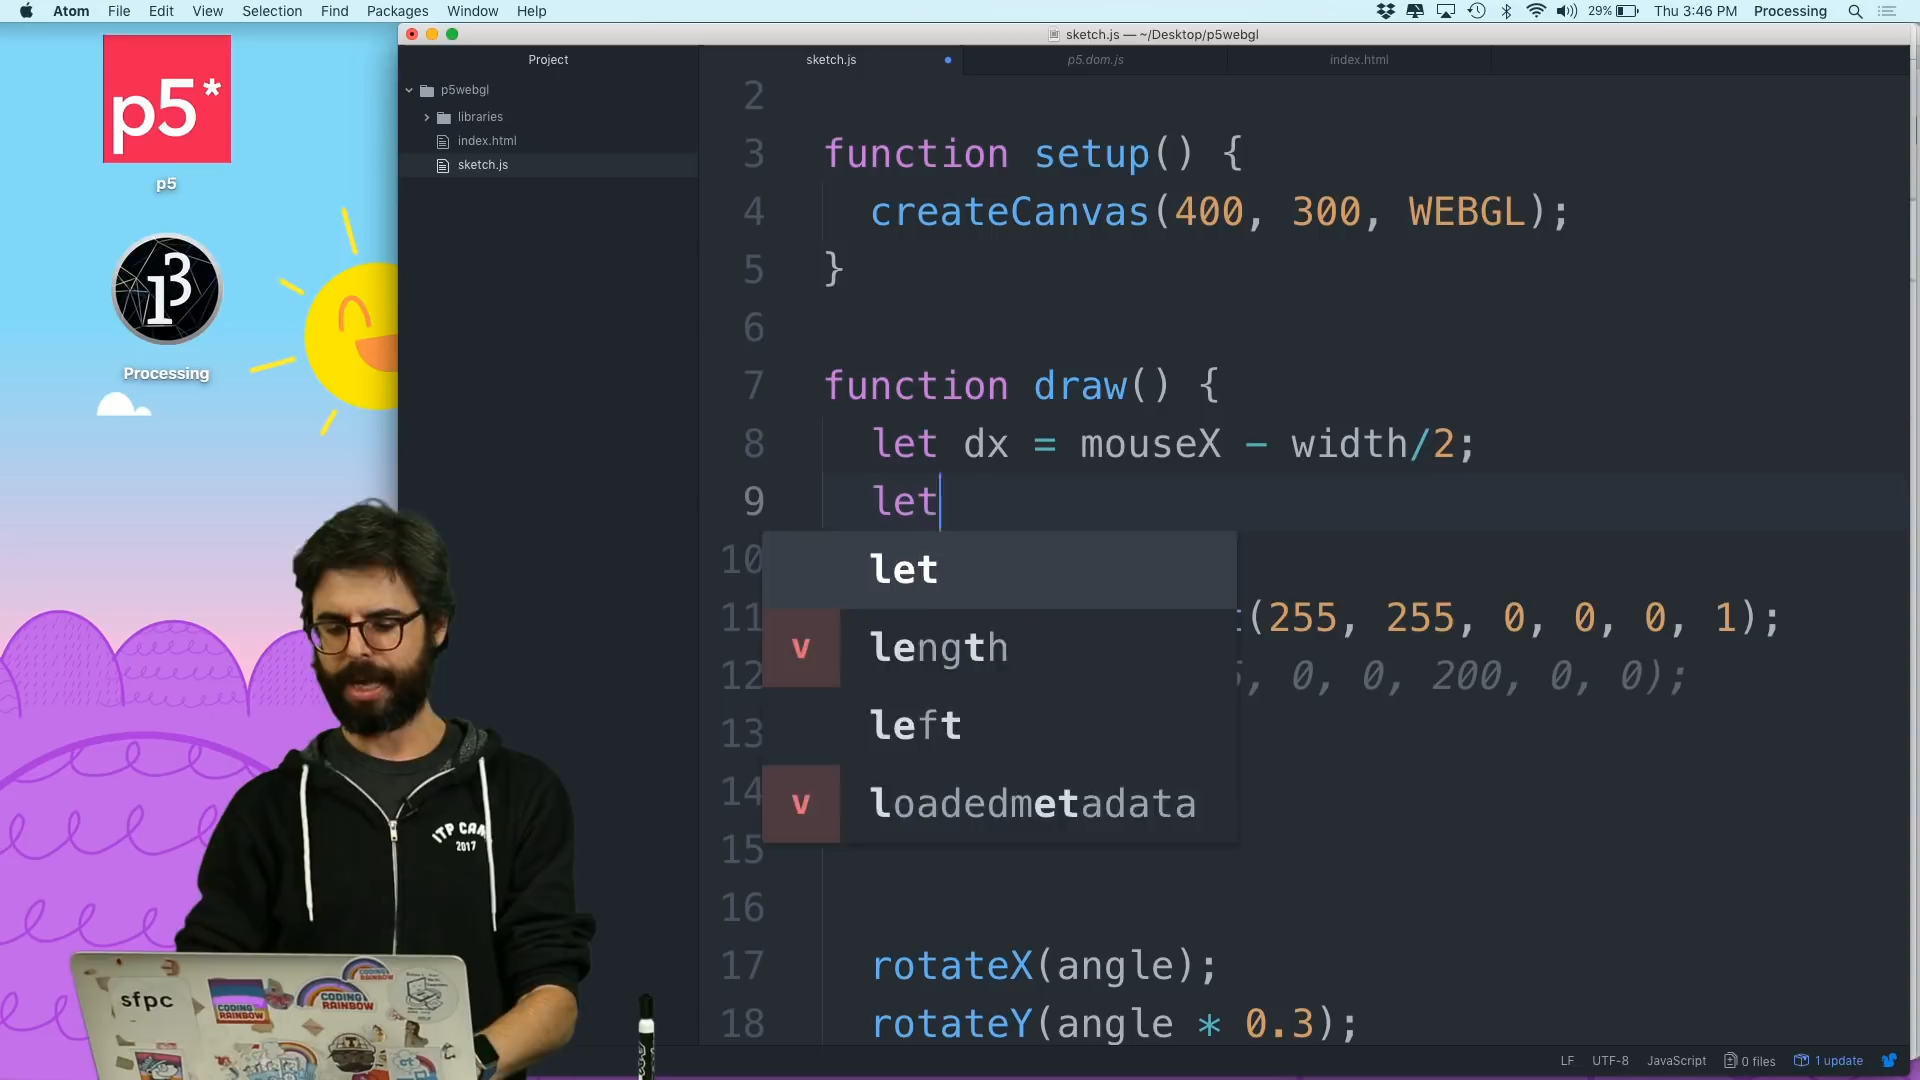 Atom File Edit View Selection Find Packages Window Help
29% Thu 3:46 PM Processing
sketch.js — ~/Desktop/p5webgl
Project
sketch.js
p5.dom.js
index.html
p5webgl
libraries
index.html
sketch.js
p5*
p5
Processing
2
3 function setup() {
4 createCanvas(400, 300, WEBGL);
5 }
6
7 function draw() {
8 let dx = mouseX - width/2;
9 let
let
v length
left
v loadedmetadata
10
11 (255, 255, 0, 0, 0, 1);
12 , 0, 0, 200, 0, 0);
13
14
15
16
17 rotateX(angle);
18 rotateY(angle * 0.3);
ITP CAM
2017
sfpc
CODING
RAINBOW
CODING
RAINBOW
LF UTF-8 JavaScript 0 files 1 update